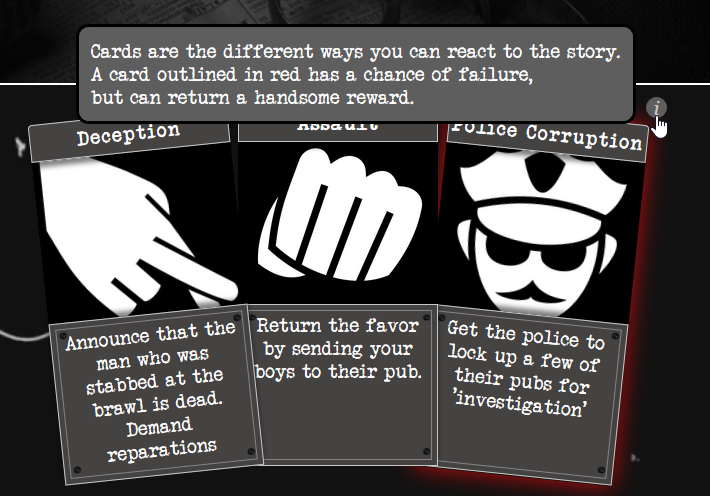 Cards are the different ways you can react to the story.
A card outlined in red has a chance of failure,
but can return a handsome reward.
i
Deception
Assault
Police Corruption
Announce that the
man who was
stabbed at the
brawl is dead.
Demand
reparations
Return the favor
by sending your
boys to their pub.
Get the police to
lock up a few of
their pubs for
'investigation'